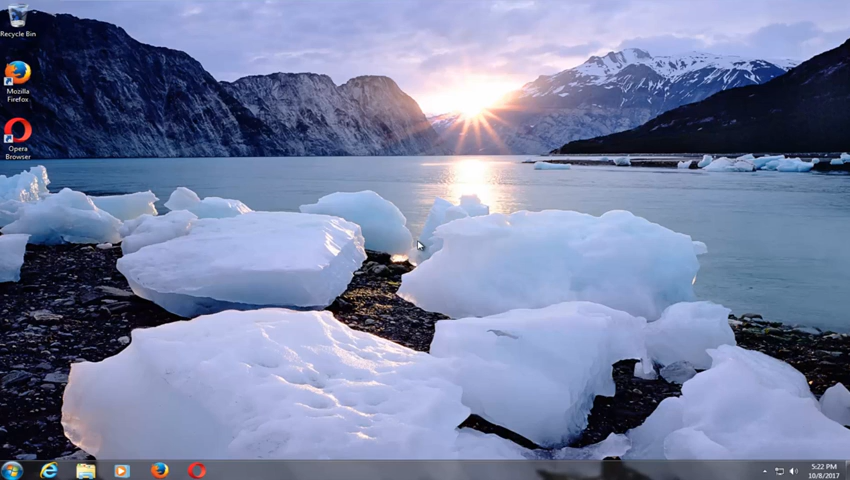 Recycle Bin
Mozilla
Firefox
Opera
Browser
5:22 PM
10/8/2017